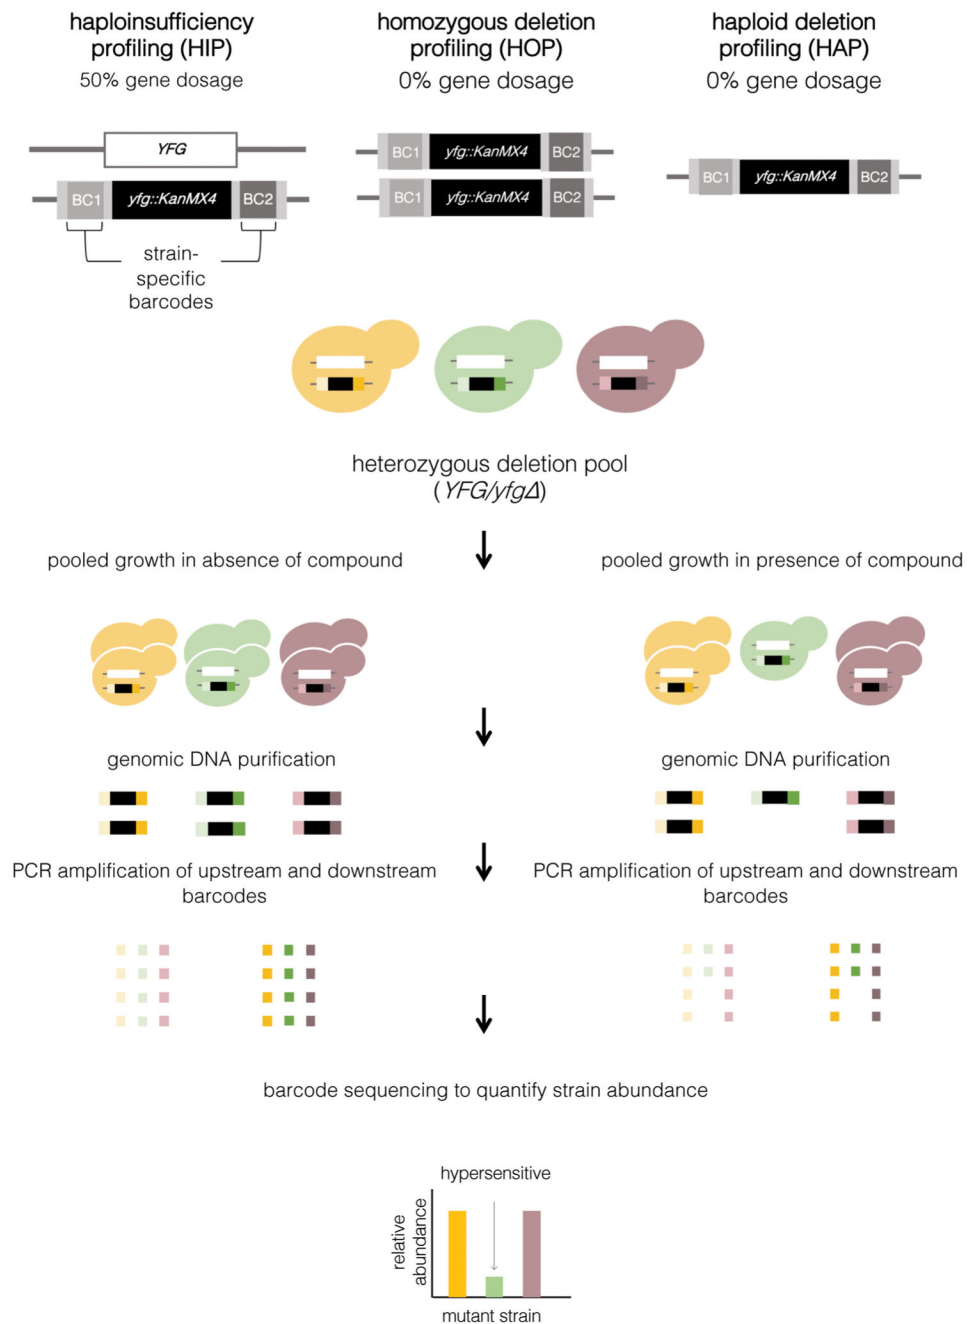 haploinsufficiency
profiling (HIP)
50% gene dosage
homozygous deletion
profiling (HOP)
0% gene dosage
haploid deletion
profiling (HAP)
0% gene dosage
YFG
BC1 yfg::KanMX4 BC2
strain-
specific
barcodes
BC1 yfg::KanMX4 BC2
BC1 yfg::KanMX4 BC2
BC1 yfg::KanMX4 BC2
heterozygous deletion pool
(YFG/yfgΔ)
pooled growth in absence of compound
pooled growth in presence of compound
genomic DNA purification
genomic DNA purification
PCR amplification of upstream and downstream
barcodes
PCR amplification of upstream and downstream
barcodes
barcode sequencing to quantify strain abundance
hypersensitive
relative
abundance
mutant strain